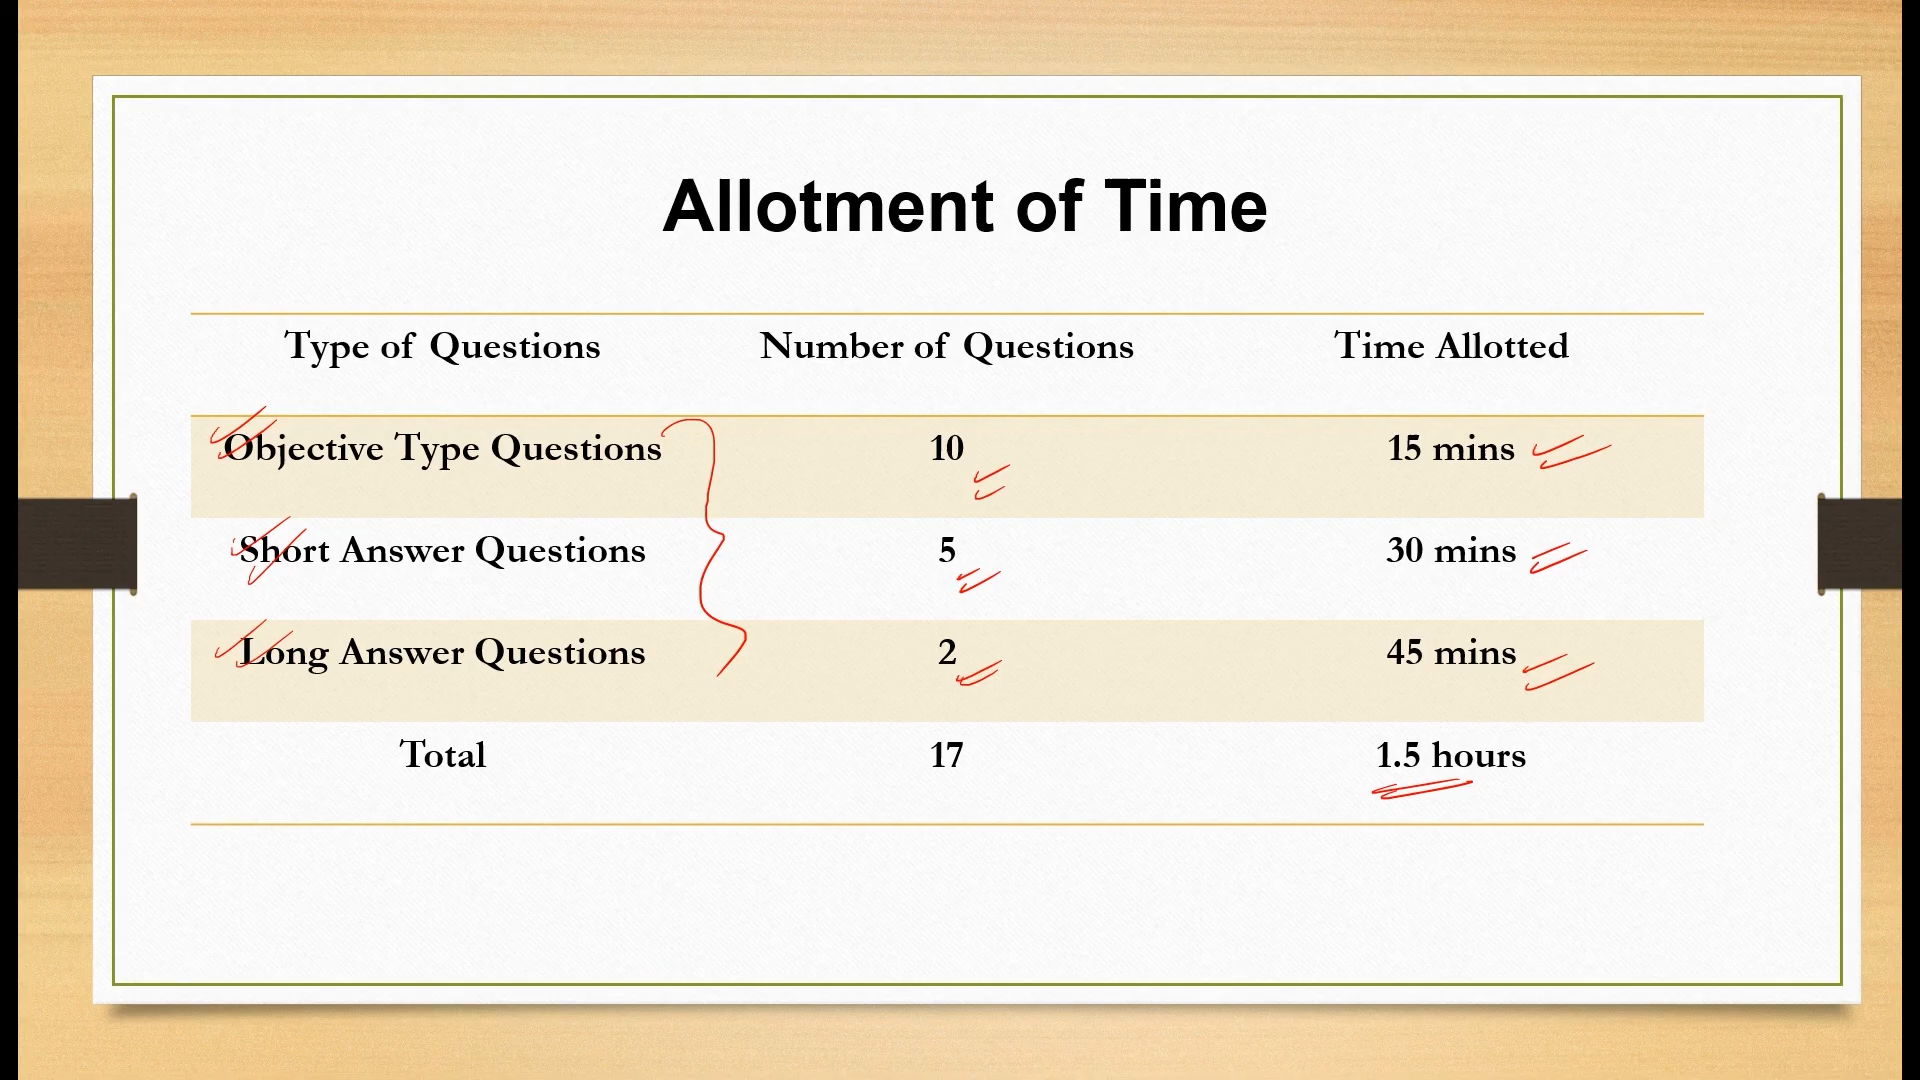 Allotment of Time
Type of Questions Number of Questions Time Allotted
Objective Type Questions 10 15 mins
Short Answer Questions 5 30 mins
Long Answer Questions 2 45 mins
Total 17 1.5 hours